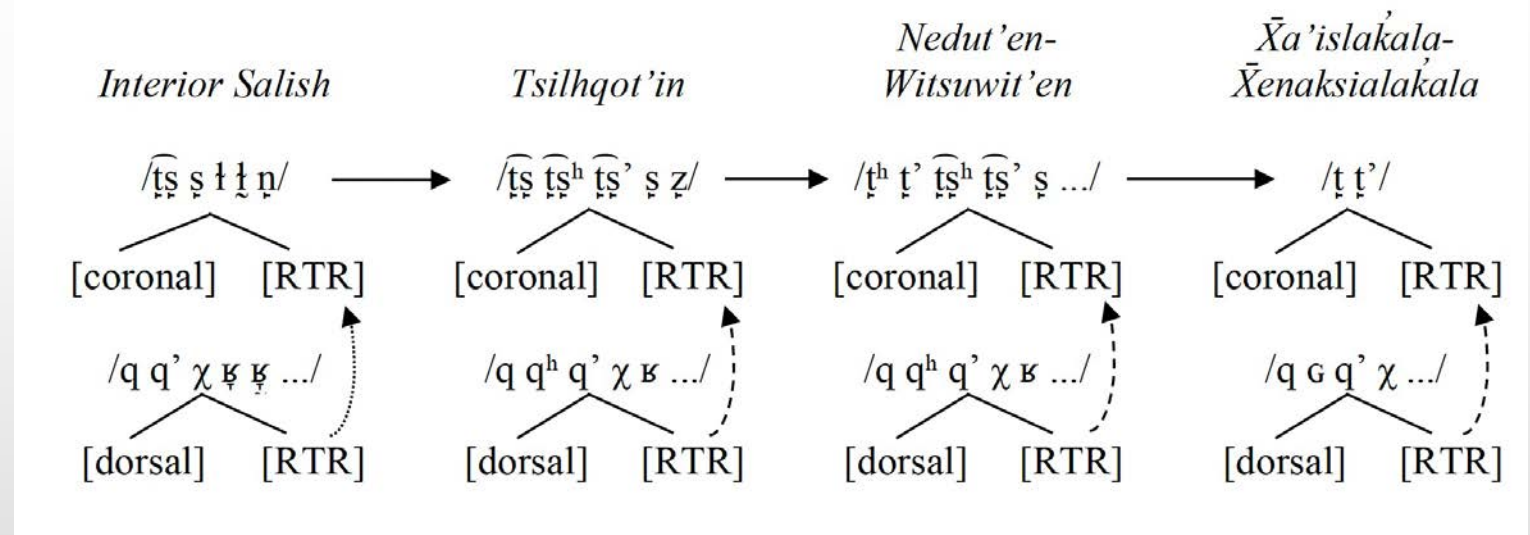 Interior Salish
Tsilhqot’in
Nedut’en-
Witsuwit’en
X̄a’islak̓ala-
X̄enaksialak̓ala
/t͡s̙̙ s̙ ɫ ɫ̰ n̙/
/t̙͡s̙ t̙͡s̙ʰ t̙͡s̙’ s̙ z̙/
/t̙ʰ t̙’ t̙͡s̙ʰ t̙͡s̙’ s̙ .../
/t̙ t̙’/
[coronal] [RTR]
[coronal] [RTR]
[coronal] [RTR]
[coronal] [RTR]
/q q’ χ ʁ̙ ʁ̙̰ .../
/q qʰ q’ χ ʁ .../
/q qʰ q’ χ ʁ .../
/q ɢ q’ χ .../
[dorsal] [RTR]
[dorsal] [RTR]
[dorsal] [RTR]
[dorsal] [RTR]